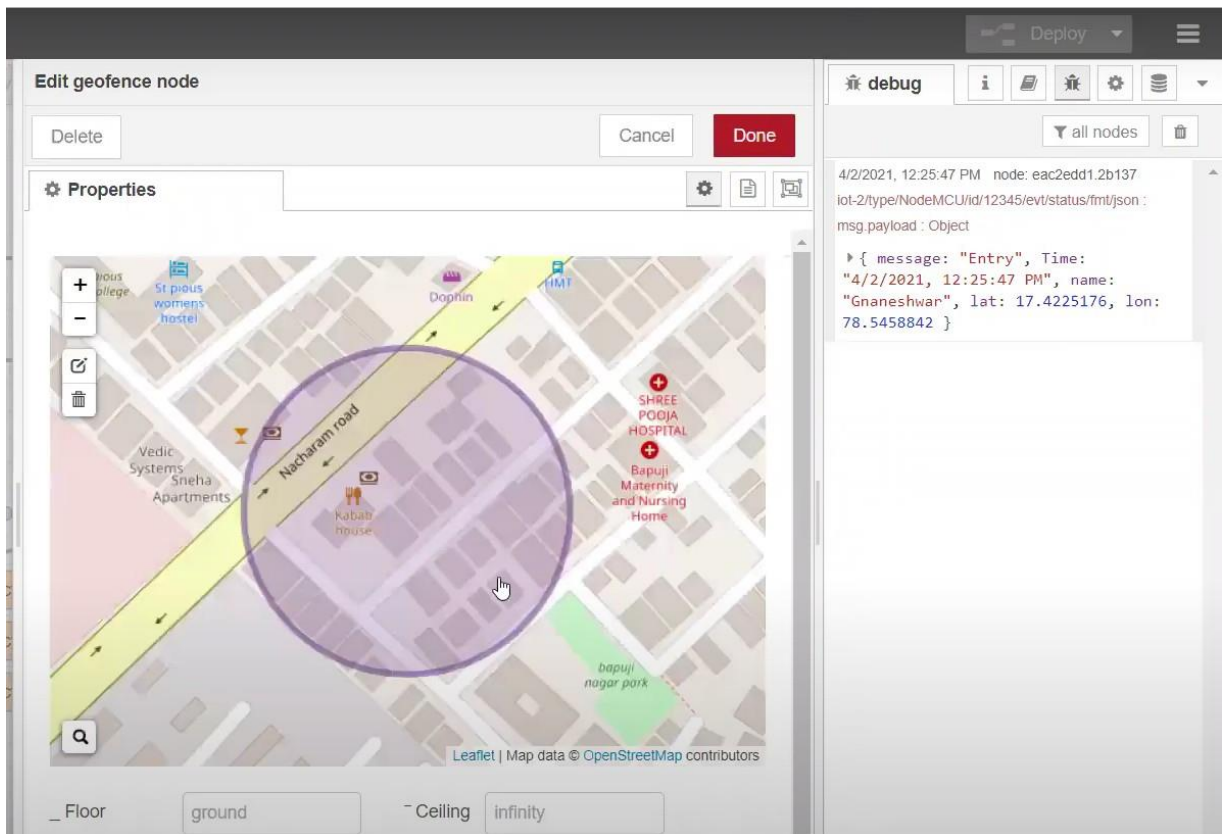 Deploy
Edit geofence node
Delete
Cancel
Done
Properties
ollege
St pious
womens
hostel
Dophin
HMT
Nacharam road
Vedic
Systems
Sneha
Apartments
Kabab
house
SHREE
POOJA
HOSPITAL
Bapuji
Maternity
and Nursing
Home
bapuji
nagar park
Leaflet | Map data © OpenStreetMap contributors
Floor
ground
Ceiling
infinity
debug
i
all nodes
4/2/2021, 12:25:47 PM node: eac2edd1.2b137
iot-2/type/NodeMCU/id/12345/evt/status/fmt/json :
msg.payload : Object
{ message: "Entry", Time:
"4/2/2021, 12:25:47 PM", name:
"Gnaneshwar", lat: 17.4225176, lon:
78.5458842 }